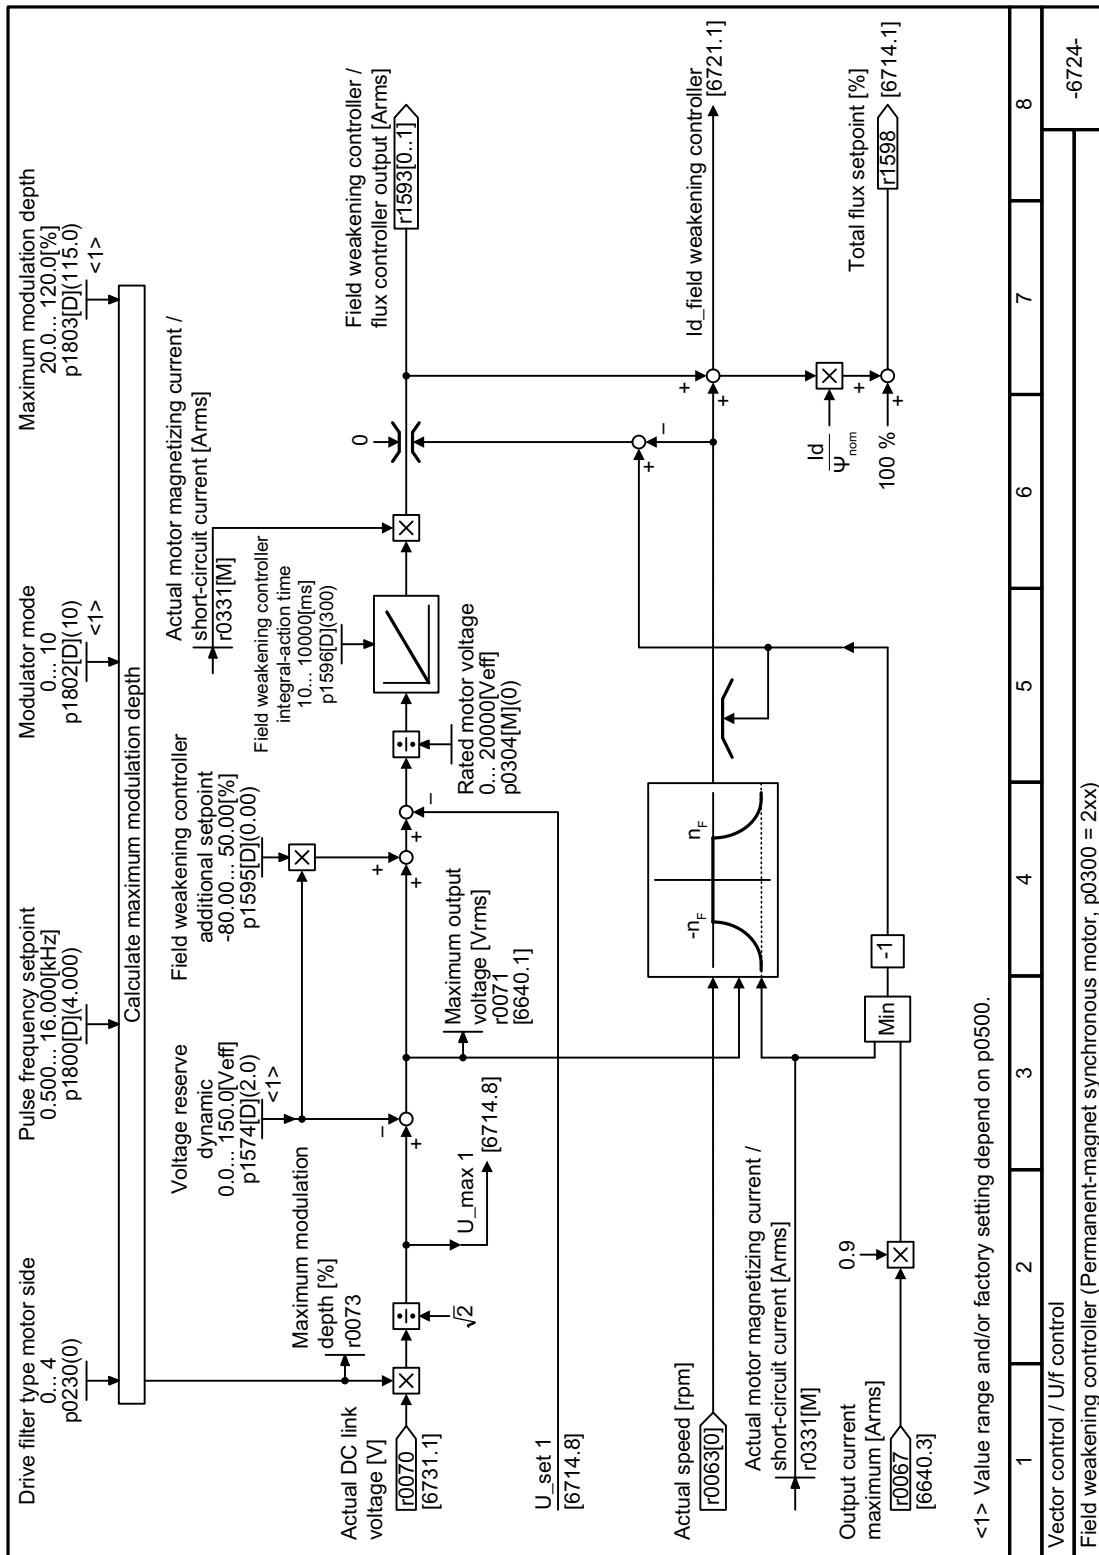 Drive filter type motor side
0... 4
p0230(0)
Pulse frequency setpoint
0.500... 16.000[kHz]
p1800[D](4.000)
Modulator mode
0... 10
p1802[D](10)
<1>
Maximum modulation depth
20.0... 120.0[%]
p1803[D](115.0)
<1>
Calculate maximum modulation depth
Voltage reserve
dynamic
0.0... 150.0[Veff]
p1574[D](2.0)
<1>
Field weakening controller
additional setpoint
-80.00... 50.00[%]
p1595[D](0.00)
Actual motor magnetizing current /
short-circuit current [Arms]
r0331[M]
Field weakening controller
integral-action time
10... 10000[ms]
p1596[D](300)
Maximum modulation
depth [%]
r0073
Actual DC link
voltage [V]
r0070
[6731.1]
×
÷
√2
U_max 1
[6714.8]
−
+
×
+
+
+
−
÷
Rated motor voltage
0... 20000[Veff]
p0304[M](0)
×
0
Field weakening controller /
flux controller output [Arms]
r1593[0..1]
Maximum output
voltage [Vrms]
r0071
[6640.1]
U_set 1
[6714.8]
Actual speed [rpm]
r0063[0]
-nF
nF
+
−
+
+
Id_field weakening controller
[6721.1]
Actual motor magnetizing current /
short-circuit current [Arms]
r0331[M]
Output current
maximum [Arms]
r0067
[6640.3]
0.9
×
Min
-1
Id
Ψnom
×
100 %
+
+
Total flux setpoint [%]
r1598
[6714.1]
<1> Value range and/or factory setting depend on p0500.
1
2
3
4
5
6
7
8
Vector control / U/f control
Field weakening controller (Permanent-magnet synchronous motor, p0300 = 2xx)
-6724-